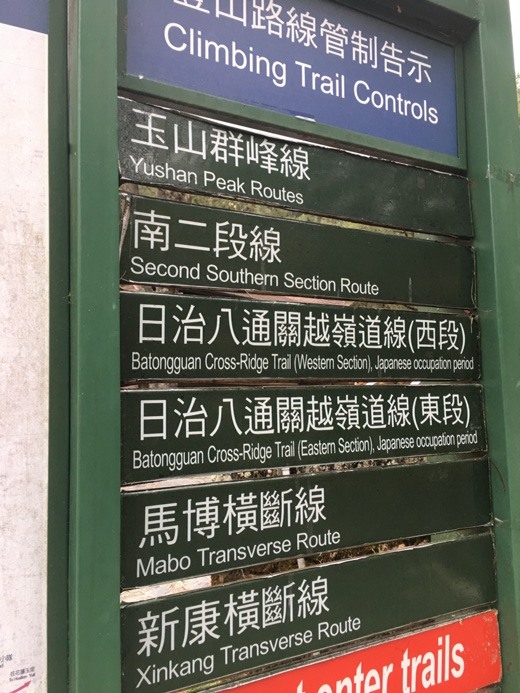 登山路線管制告示
Climbing Trail Controls
玉山群峰線
Yushan Peak Routes
南二段線
Second Southern Section Route
日治八通關越嶺道線(西段)
Batongguan Cross-Ridge Trail (Western Section), Japanese occupation period
日治八通關越嶺道線(東段)
Batongguan Cross-Ridge Trail (Eastern Section), Japanese occupation period
馬博橫斷線
Mabo Transverse Route
新康橫斷線
Xinkang Transverse Route
enter trails